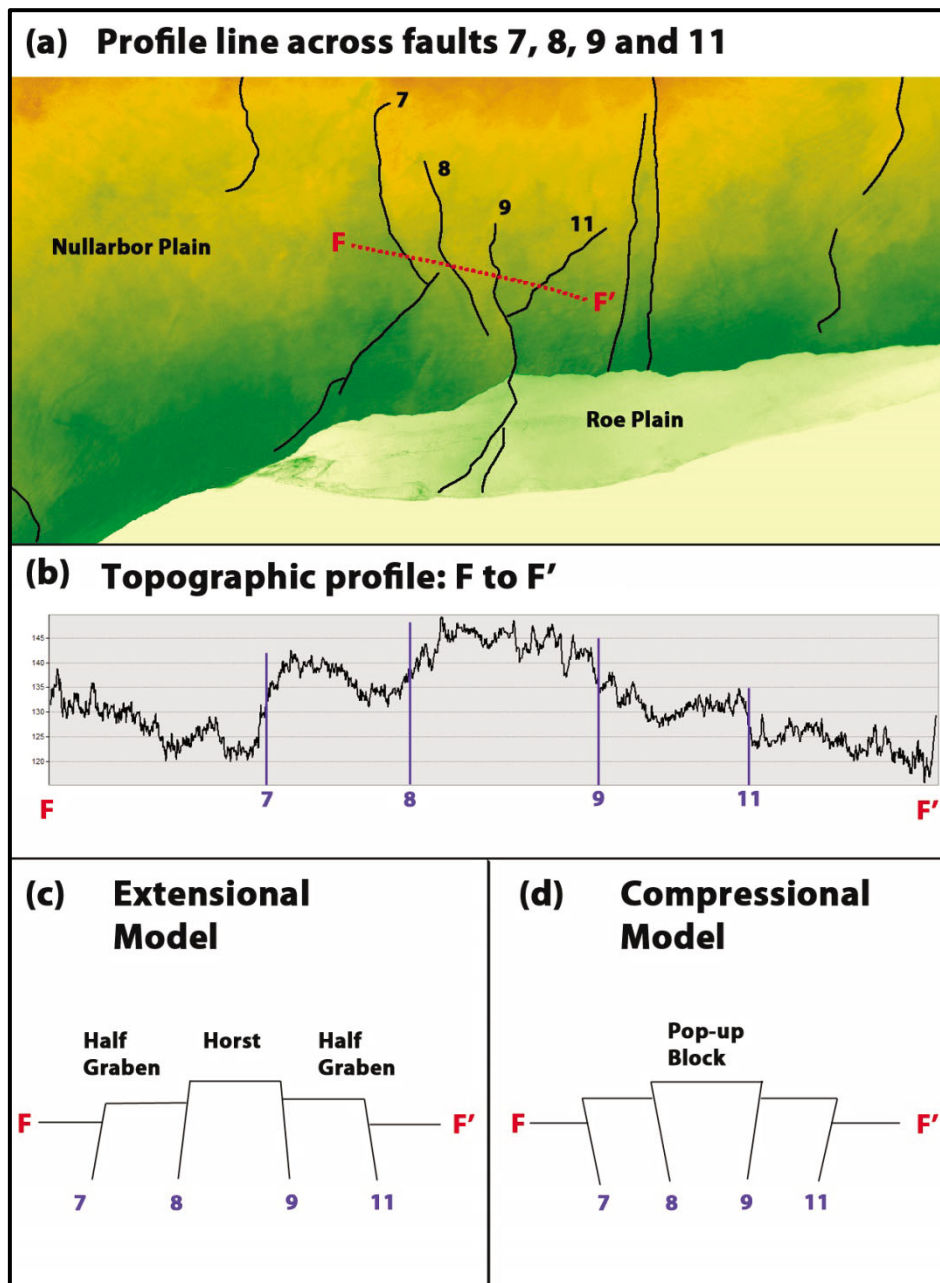 (a) Profile line across faults 7, 8, 9 and 11
7
8
9
11
Nullarbor Plain
F
F’
Roe Plain
(b) Topographic profile: F to F’
145
140
135
130
125
120
F
7
8
9
11
F’
(c) Extensional
Model
Half
Graben
Horst
Half
Graben
F
F’
7
8
9
11
(d) Compressional
Model
Pop-up
Block
F
F’
7
8
9
11